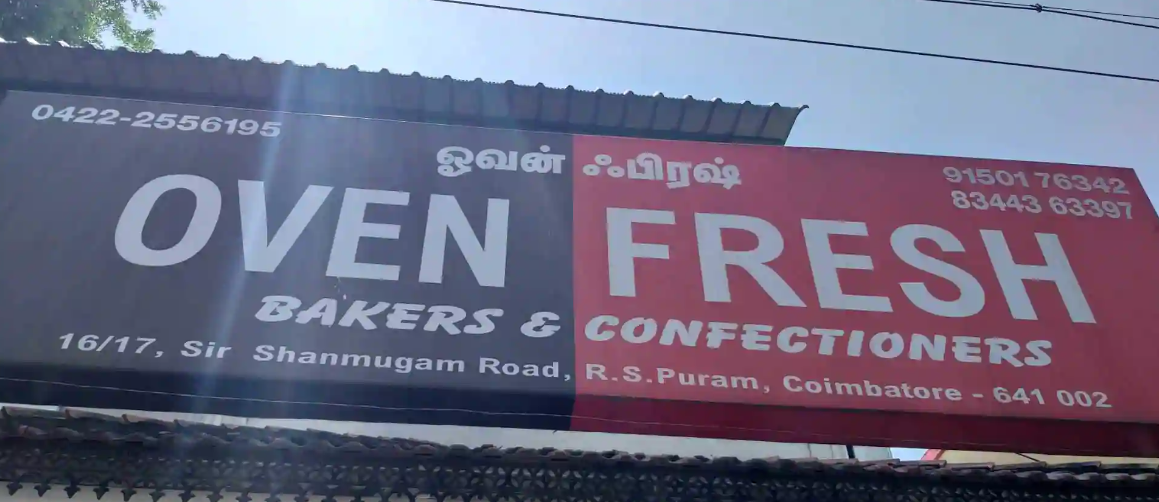 0422-2556195
ஓவன் ஃபிரஷ்
91501 76342
83443 63397
OVEN FRESH
BAKERS & CONFECTIONERS
16/17, Sir Shanmugam Road, R.S.Puram, Coimbatore - 641 002